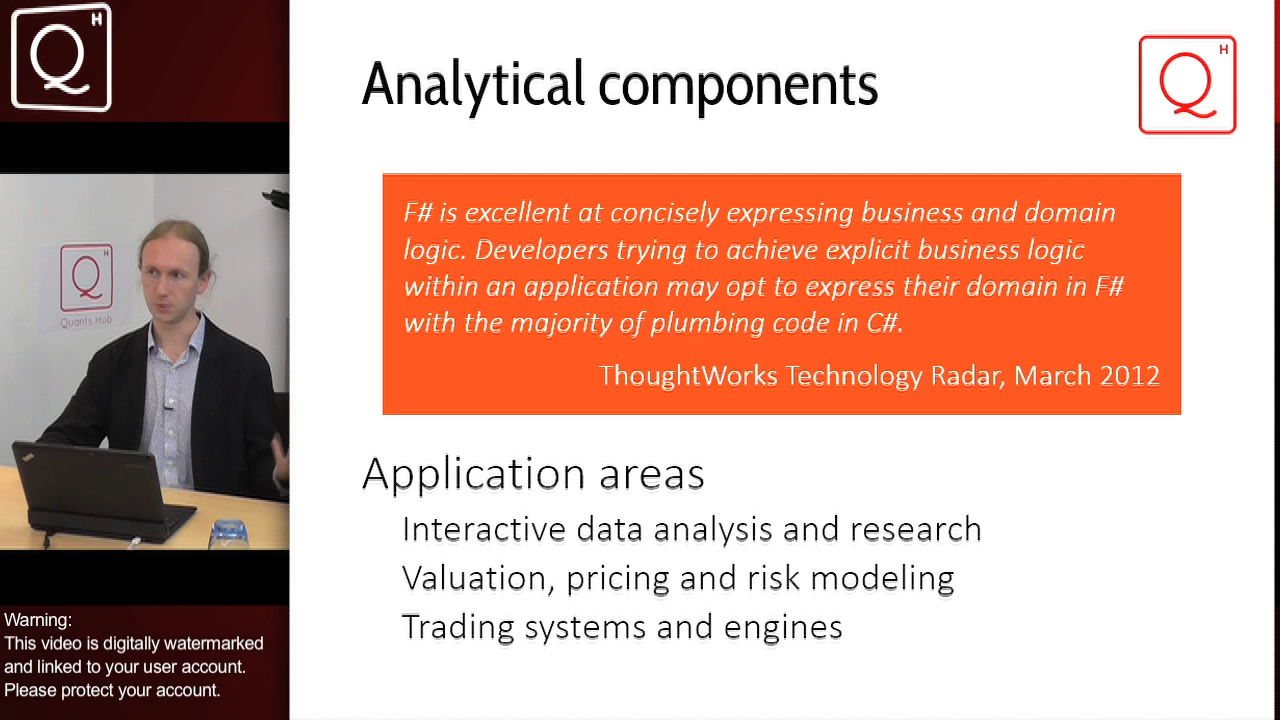 Q H
Analytical components
Q H
F# is excellent at concisely expressing business and domain
logic. Developers trying to achieve explicit business logic
within an application may opt to express their domain in F#
with the majority of plumbing code in C#.
ThoughtWorks Technology Radar, March 2012
Q H
Quants Hub
Application areas
Interactive data analysis and research
Valuation, pricing and risk modeling
Trading systems and engines
Warning:
This video is digitally watermarked
and linked to your user account.
Please protect your account.